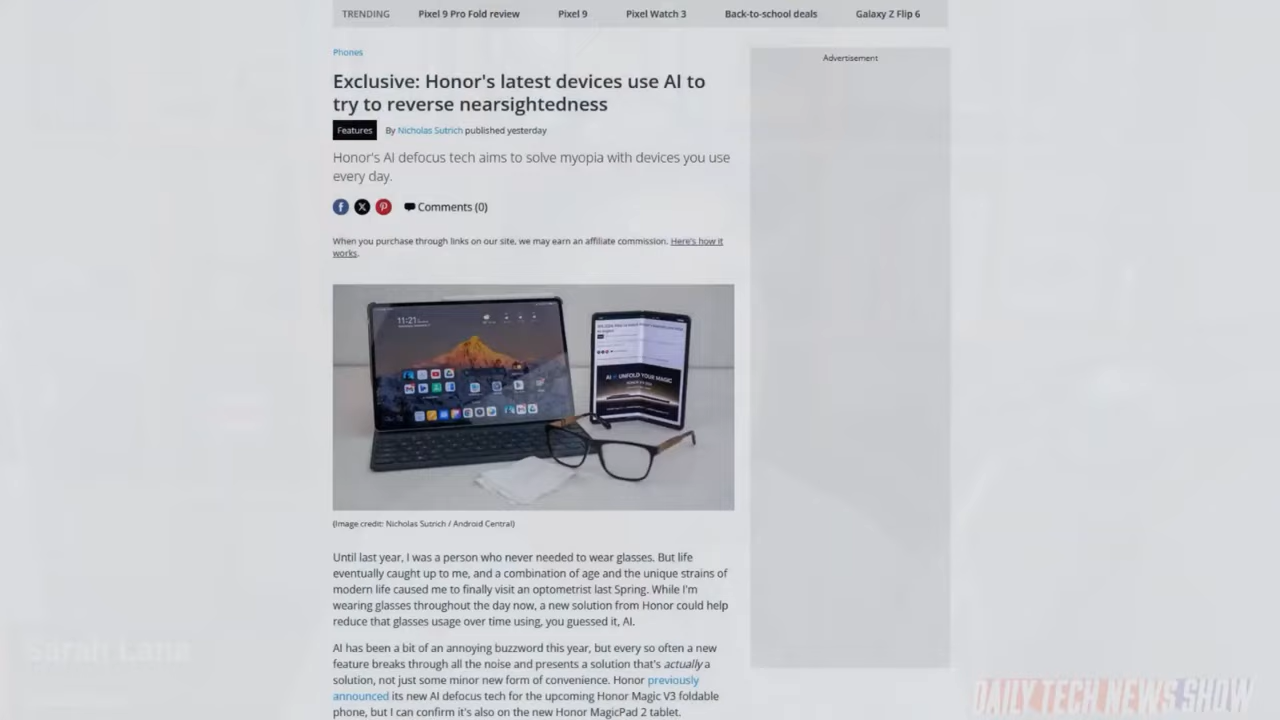 TRENDING Pixel 9 Pro Fold review Pixel 9 Pixel Watch 3 Back-to-school deals Galaxy Z Flip 6
Phones
Advertisement
Exclusive: Honor's latest devices use AI to
try to reverse nearsightedness
Features By Nicholas Sutrich published yesterday
Honor's AI defocus tech aims to solve myopia with devices you use
every day.
Comments (0)
When you purchase through links on our site, we may earn an affiliate commission. Here's how it
works.
11:21
AI UNFOLD YOUR MAGIC
(Image credit: Nicholas Sutrich / Android Central)
Until last year, I was a person who never needed to wear glasses. But life
eventually caught up to me, and a combination of age and the unique strains of
modern life caused me to finally visit an optometrist last Spring. While I'm
wearing glasses throughout the day now, a new solution from Honor could help
reduce that glasses usage over time using, you guessed it, AI.
AI has been a bit of an annoying buzzword this year, but every so often a new
feature breaks through all the noise and presents a solution that's actually a
solution, not just some minor new form of convenience. Honor previously
announced its new AI defocus tech for the upcoming Honor Magic V3 foldable
phone, but I can confirm it's also on the new Honor MagicPad 2 tablet.
Sarah Lane
DAILY TECH NEWS SHOW